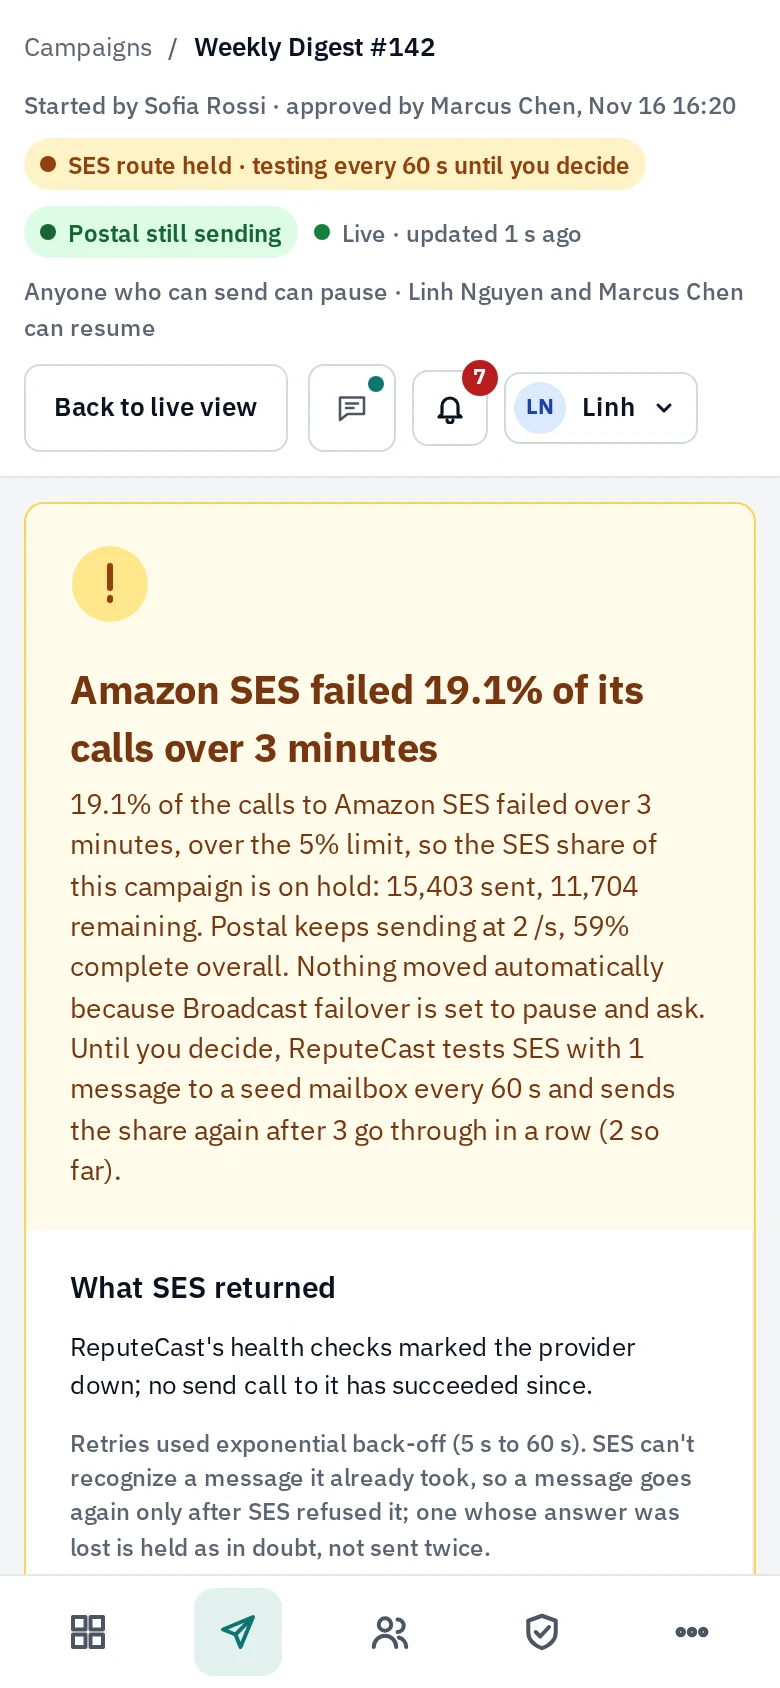 Campaigns / Weekly Digest #142
Started by Sofia Rossi · approved by Marcus Chen, Nov 16 16:20
SES route held · testing every 60 s until you decide
Postal still sending
Live · updated 1 s ago
Anyone who can send can pause · Linh Nguyen and Marcus Chen
can resume
Back to live view
7
LN Linh
Amazon SES failed 19.1% of its
calls over 3 minutes
19.1% of the calls to Amazon SES failed over 3
minutes, over the 5% limit, so the SES share of
this campaign is on hold: 15,403 sent, 11,704
remaining. Postal keeps sending at 2 /s, 59%
complete overall. Nothing moved automatically
because Broadcast failover is set to pause and ask.
Until you decide, ReputeCast tests SES with 1
message to a seed mailbox every 60 s and sends
the share again after 3 go through in a row (2 so
far).
What SES returned
ReputeCast's health checks marked the provider
down; no send call to it has succeeded since.
Retries used exponential back-off (5 s to 60 s). SES can't
recognize a message it already took, so a message goes
again only after SES refused it; one whose answer was
lost is held as in doubt, not sent twice.